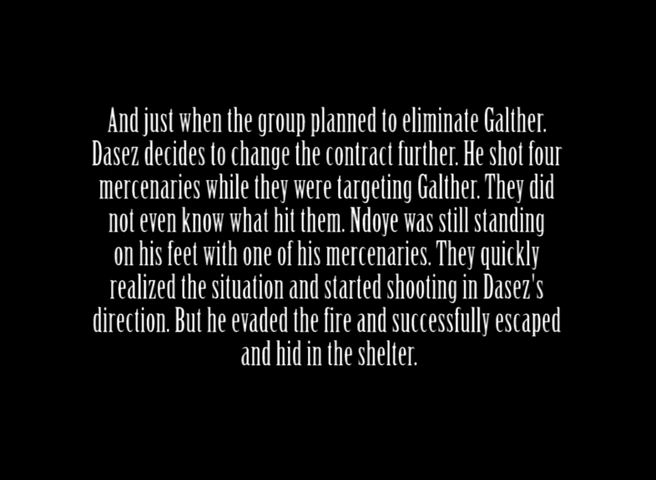 And just when the group planned to eliminate Galther.
Dasez decides to change the contract further. He shot four
mercenaries while they were targeting Galther. They did
not even know what hit them. Ndoye was still standing
on his feet with one of his mercenaries. They quickly
realized the situation and started shooting in Dasez's
direction. But he evaded the fire and successfully escaped
and hid in the shelter.